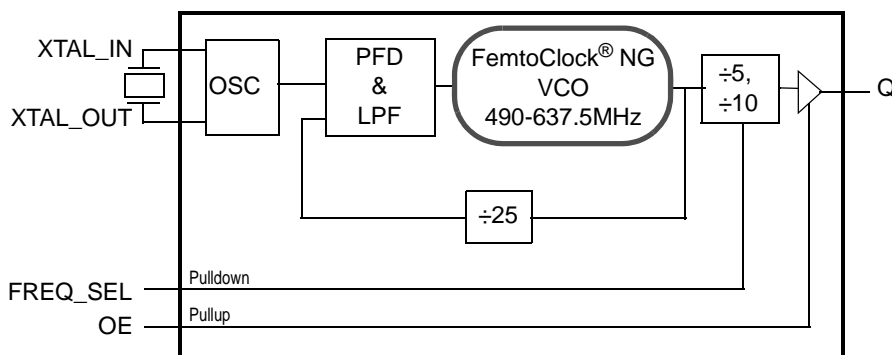 XTAL_IN
XTAL_OUT
OSC
PFD
&
LPF
FemtoClock® NG
VCO
490-637.5MHz
÷5,
÷10
Q
÷25
FREQ_SEL
Pulldown
OE
Pullup